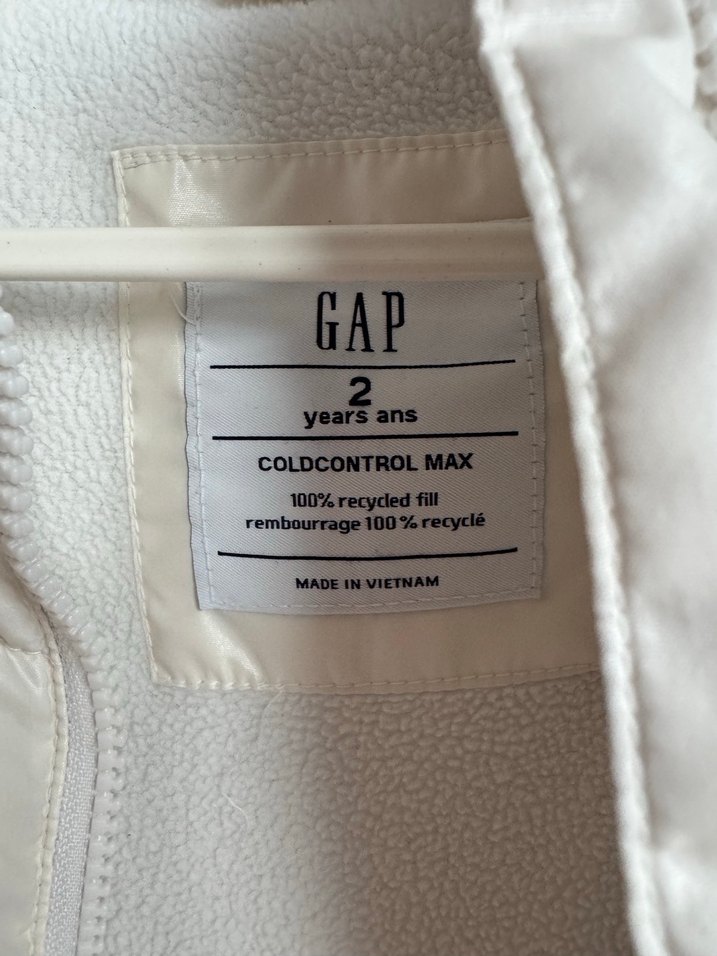 GAP
2
years ans
COLDCONTROL MAX
100% recycled fill
rembourrage 100 % recyclé
MADE IN VIETNAM